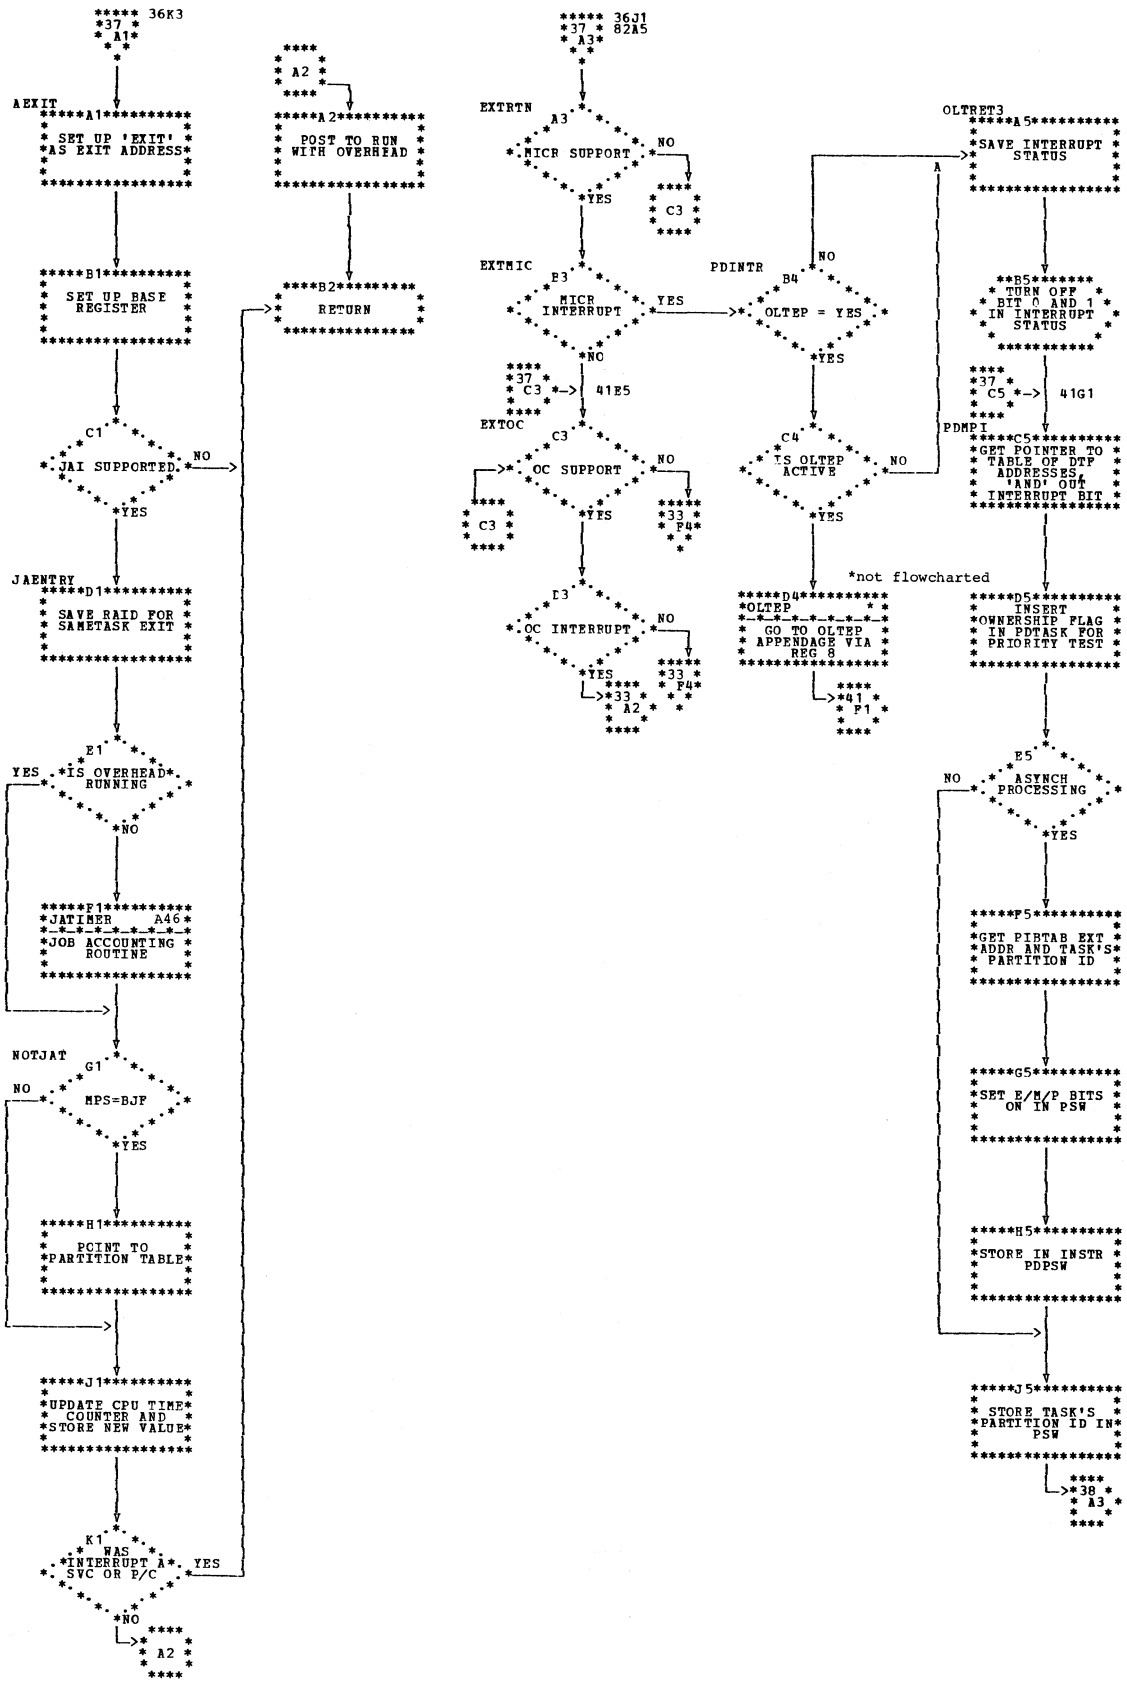 *37 36K3
A1*
AEXIT
A1
SET UP 'EXIT'
AS EXIT ADDRESS
B1
SET UP BASE
REGISTER
C1
JAI SUPPORTED
NO
YES
JAENTRY
D1
SAVE RAID FOR
SAMETASK EXIT
E1
YES
IS OVERHEAD
RUNNING
NO
F1
JATIMER A46
JOB ACCOUNTING
ROUTINE
NOTJAT
G1
NO
MPS=BJF
YES
H1
POINT TO
PARTITION TABLE
J1
UPDATE CPU TIME
COUNTER AND
STORE NEW VALUE
K1
WAS
INTERRUPT A
SVC OR P/C
YES
NO
A2
A2
A2
POST TO RUN
WITH OVERHEAD
B2
RETURN
*37 36J1
A3* 82A5
EXTRTN
A3
MICR SUPPORT
NO
C3
YES
EXTMIC
B3
MICR
INTERRUPT
YES
NO
37
C3
41E5
EXTOC
C3
OC SUPPORT
NO
C3
33
F4
YES
D3
OC INTERRUPT
NO
33
F4
YES
33
A2
PDINTR
B4
NO
OLTEP = YES
YES
C4
IS OLTEP
ACTIVE
NO
YES
*not flowcharted
D4
OLTEP *
GO TO OLTEP
APPENDAGE VIA
REG 8
41
F1
A
OLTRET3
A5
SAVE INTERRUPT
STATUS
B5
TURN OFF
BIT 0 AND 1
IN INTERRUPT
STATUS
37
C5
41G1
PDMPI
C5
GET POINTER TO
TABLE OF DTF
ADDRESSES,
'AND' OUT
INTERRUPT BIT
D5
INSERT
OWNERSHIP FLAG
IN PDTASK FOR
PRIORITY TEST
E5
NO
ASYNCH
PROCESSING
YES
F5
GET PIBTAB EXT
ADDR AND TASK'S
PARTITION ID
G5
SET E/M/P BITS
ON IN PSW
H5
STORE IN INSTR
PDPSW
J5
STORE TASK'S
PARTITION ID IN
PSW
38
A3